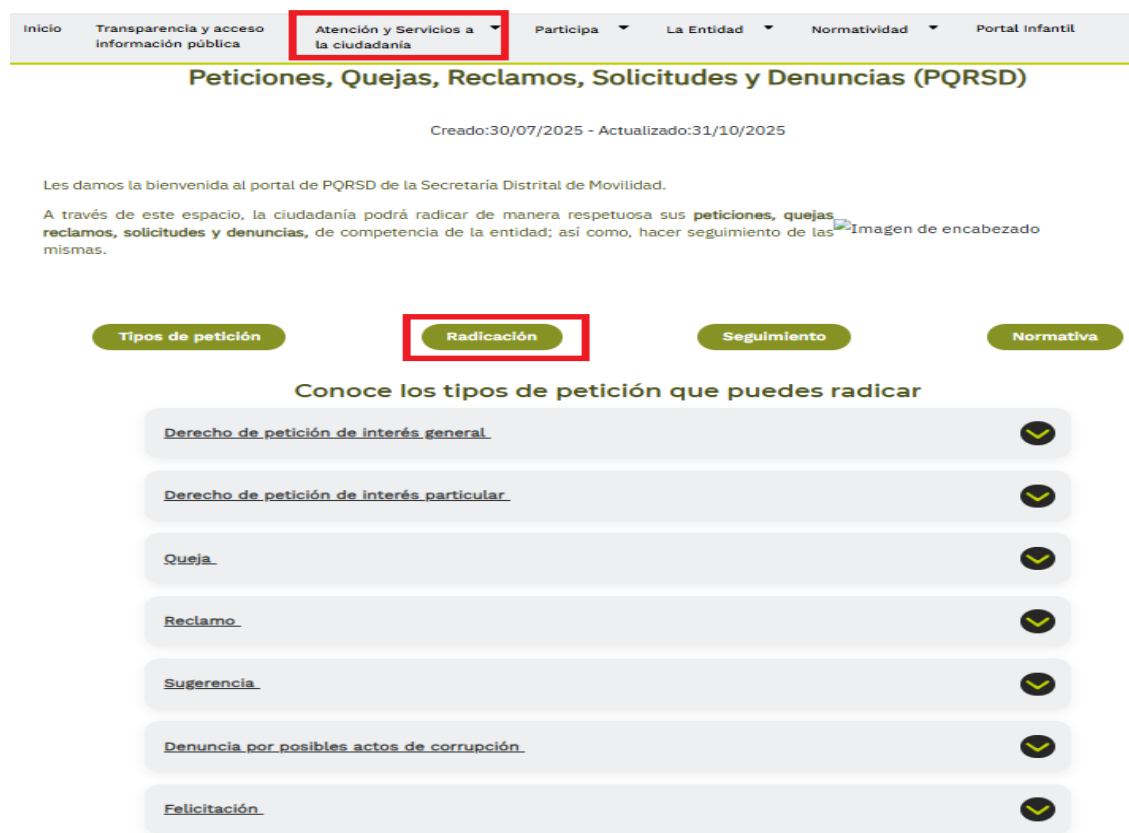 Inicio
Transparencia y acceso
información pública
Atención y Servicios a
la ciudadanía
Participa
La Entidad
Normatividad
Portal Infantil
Peticiones, Quejas, Reclamos, Solicitudes y Denuncias (PQRSD)
Creado:30/07/2025 - Actualizado:31/10/2025
Les damos la bienvenida al portal de PQRSD de la Secretaría Distrital de Movilidad.
A través de este espacio, la ciudadanía podrá radicar de manera respetuosa sus peticiones, quejas
reclamos, solicitudes y denuncias, de competencia de la entidad; así como, hacer seguimiento de las
mismas.
Imagen de encabezado
Tipos de petición
Radicación
Seguimiento
Normativa
Conoce los tipos de petición que puedes radicar
Derecho de petición de interés general
Derecho de petición de interés particular
Queja
Reclamo
Sugerencia
Denuncia por posibles actos de corrupción
Felicitación